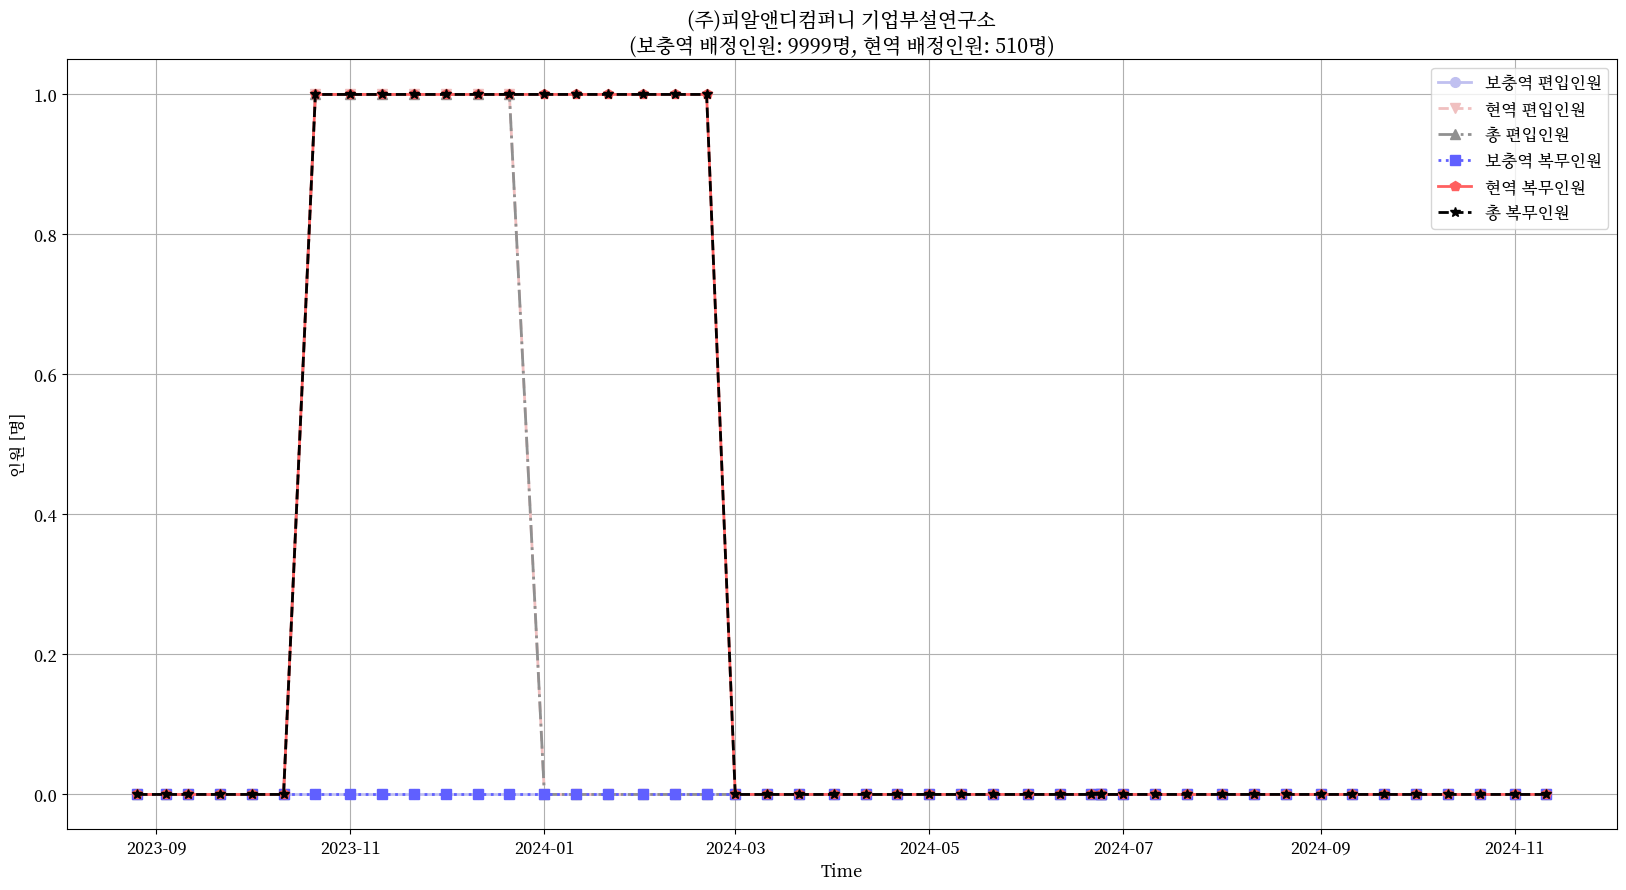 (주)피알앤디컴퍼니 기업부설연구소
(보충역 배정인원: 9999명, 현역 배정인원: 510명)
보충역 편입인원
현역 편입인원
총 편입인원
보충역 복무인원
현역 복무인원
총 복무인원
인원 [명]
1.0
0.8
0.6
0.4
0.2
0.0
2023-09
2023-11
2024-01
2024-03
2024-05
2024-07
2024-09
2024-11
Time